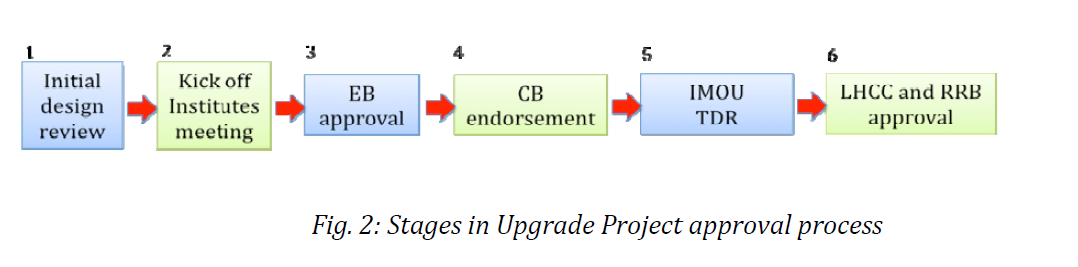 1
Initial
design
review
2
Kick off
Institutes
meeting
3
EB
approval
4
CB
endorsement
5
IMOU
TDR
6
LHCC and RRB
approval
Fig. 2: Stages in Upgrade Project approval process